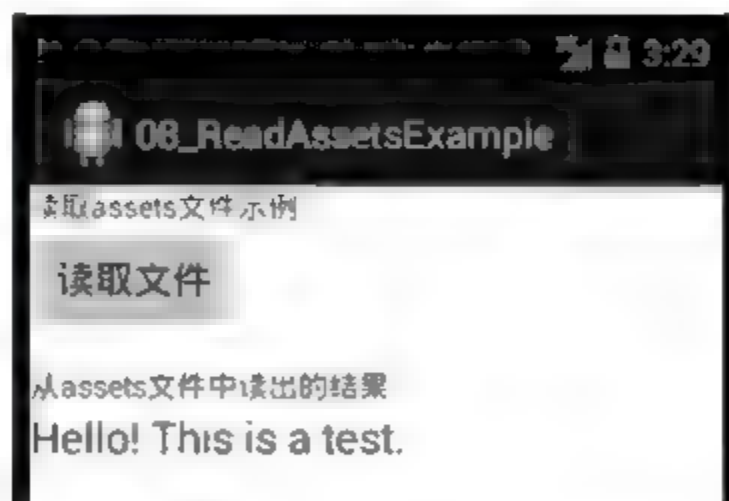 3:29
08_ReadAssetsExample
读取assets文件示例
读取文件
从assets文件中读出的结果
Hello! This is a test.